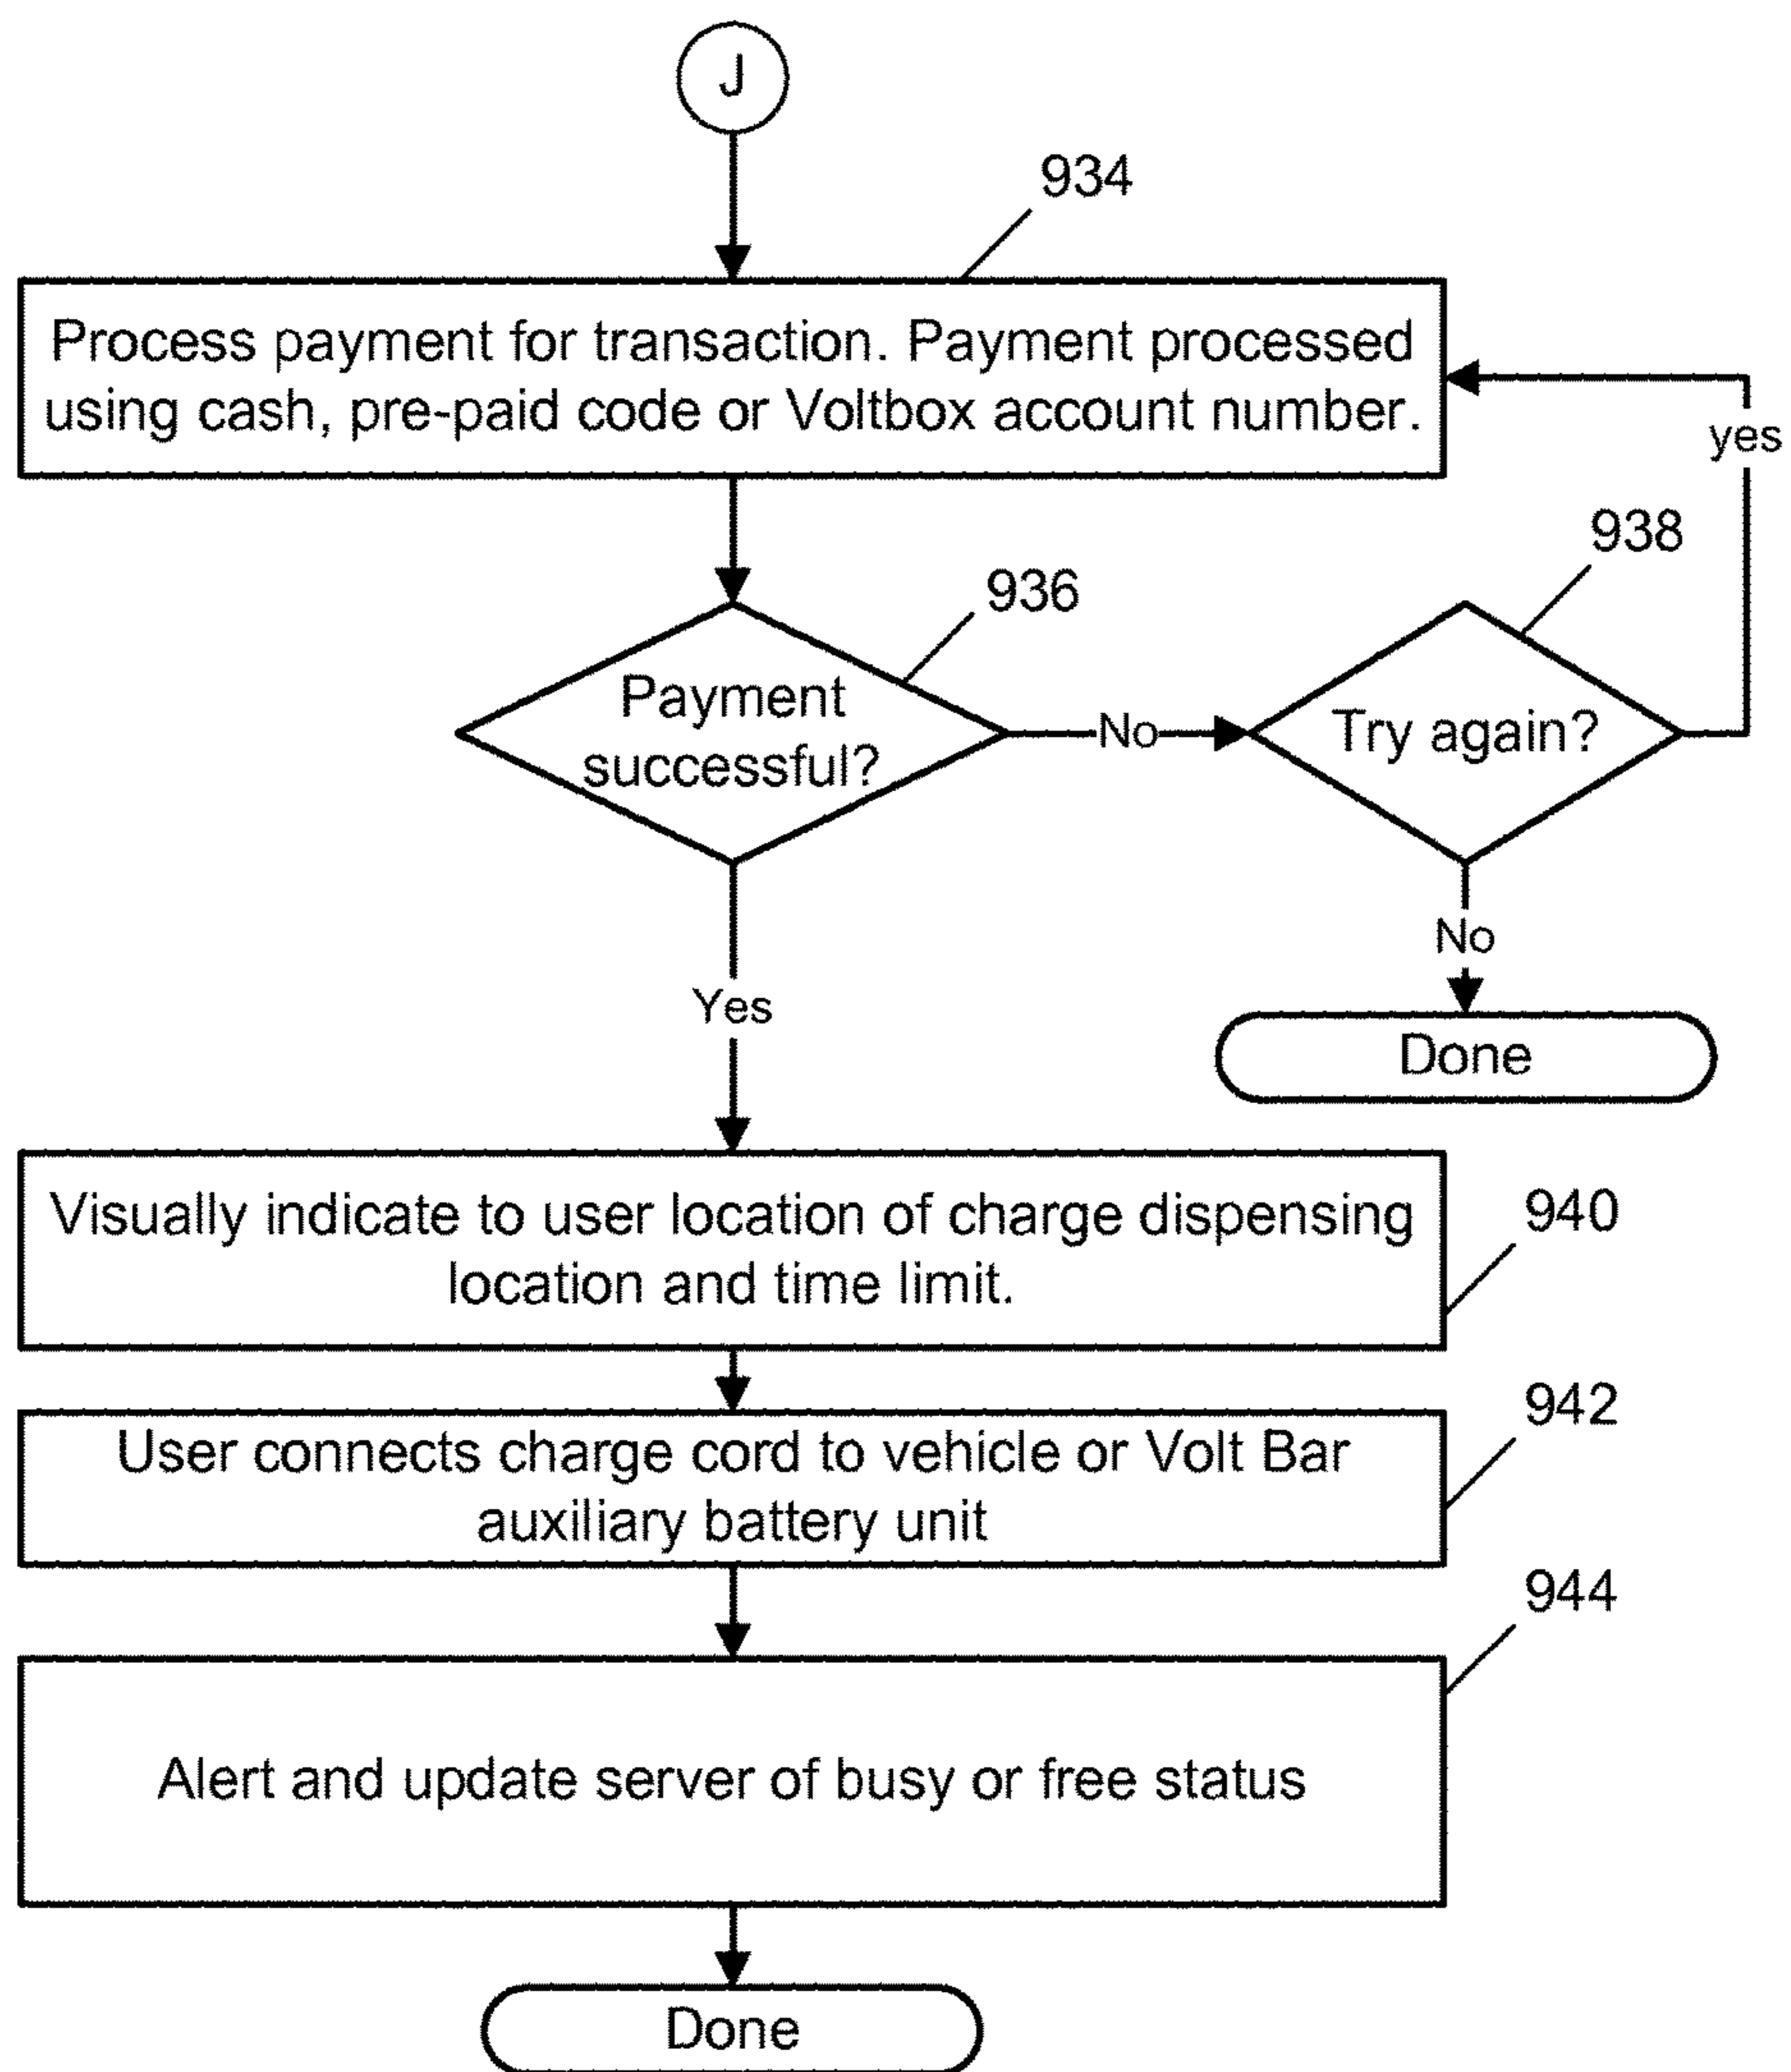 J
934
Process payment for transaction. Payment processed
using cash, pre-paid code or Voltbox account number.
yes
938
936
Payment
successful?
No
Try again?
No
Yes
Done
Visually indicate to user location of charge dispensing
location and time limit.
940
User connects charge cord to vehicle or Volt Bar
auxiliary battery unit
942
944
Alert and update server of busy or free status
Done